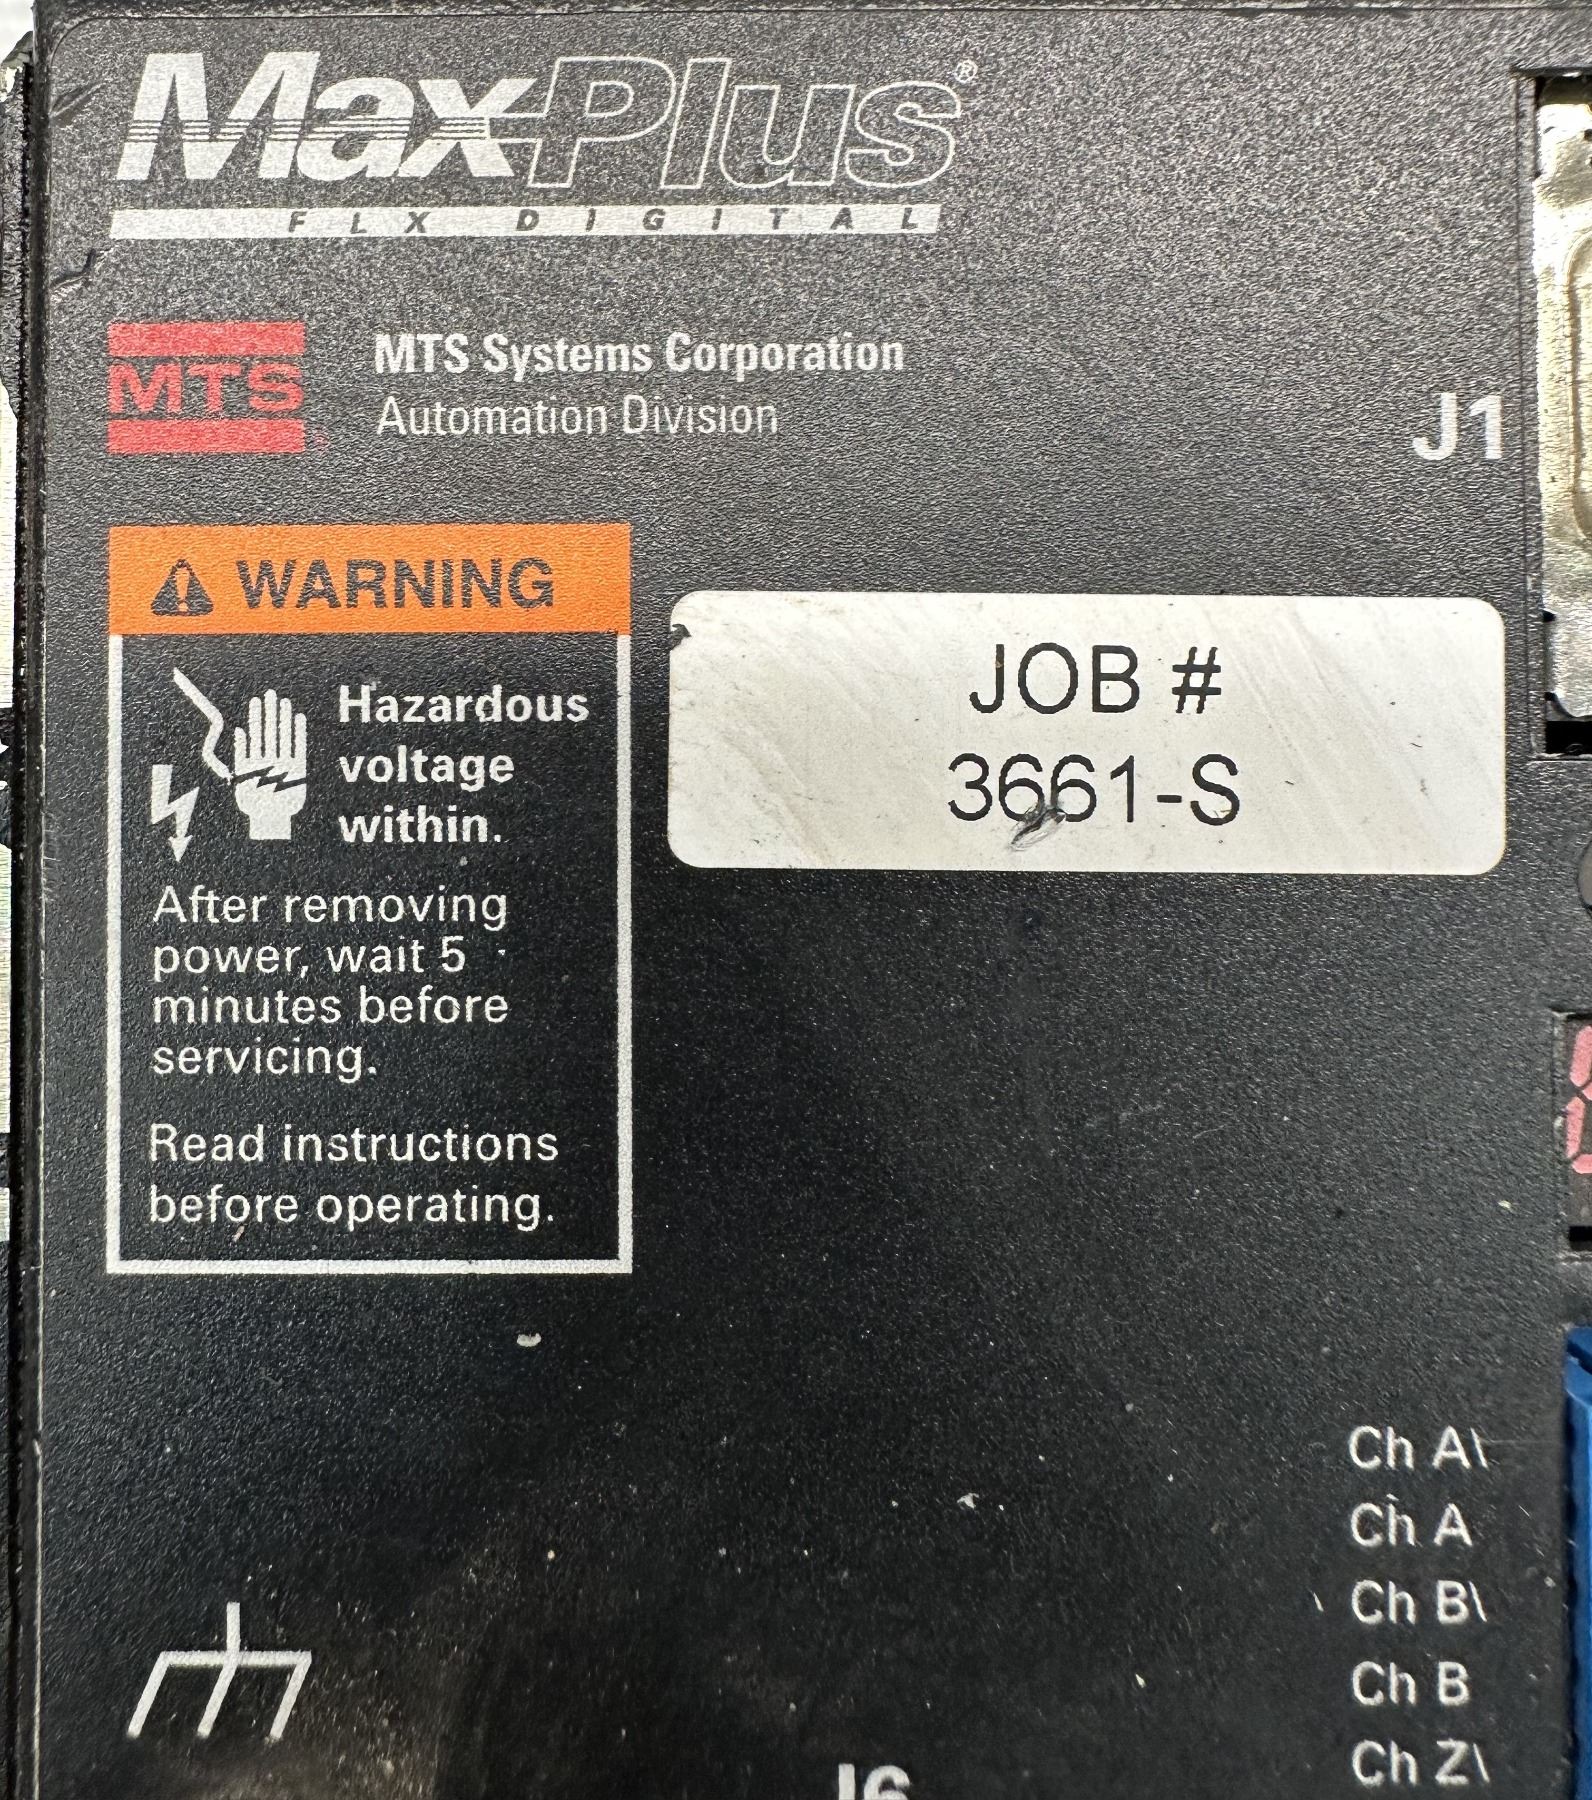 MaxPlus®
FLX DIGITAL
MTS
MTS Systems Corporation
Automation Division
J1
WARNING
Hazardous
voltage
within.
After removing
power, wait 5
minutes before
servicing.
Read instructions
before operating.
JOB #
3661-S
Ch A\
Ch A
Ch B\
Ch B
Ch Z\
J6